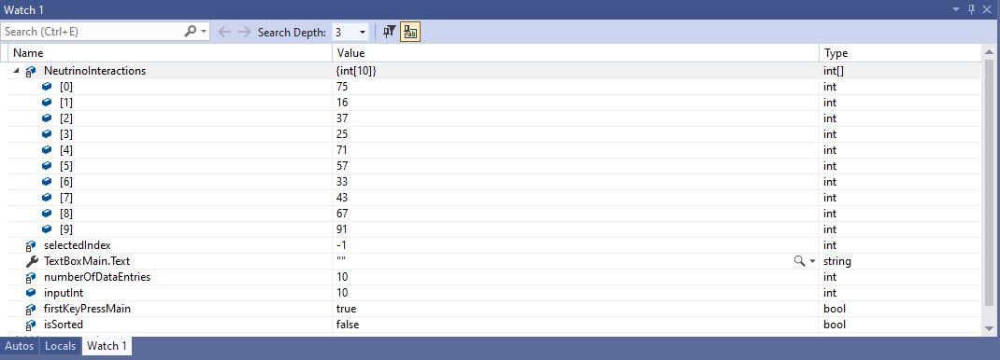 Watch 1
Search (Ctrl+E) Search Depth: 3
Name Value Type
NeutrinoInteractions {int[10]} int[]
[0] 75 int
[1] 16 int
[2] 37 int
[3] 25 int
[4] 71 int
[5] 57 int
[6] 33 int
[7] 43 int
[8] 67 int
[9] 91 int
selectedIndex -1 int
TextBoxMain.Text "" string
numberOfDataEntries 10 int
inputInt 10 int
firstKeyPressMain true bool
isSorted false bool
Autos Locals Watch 1